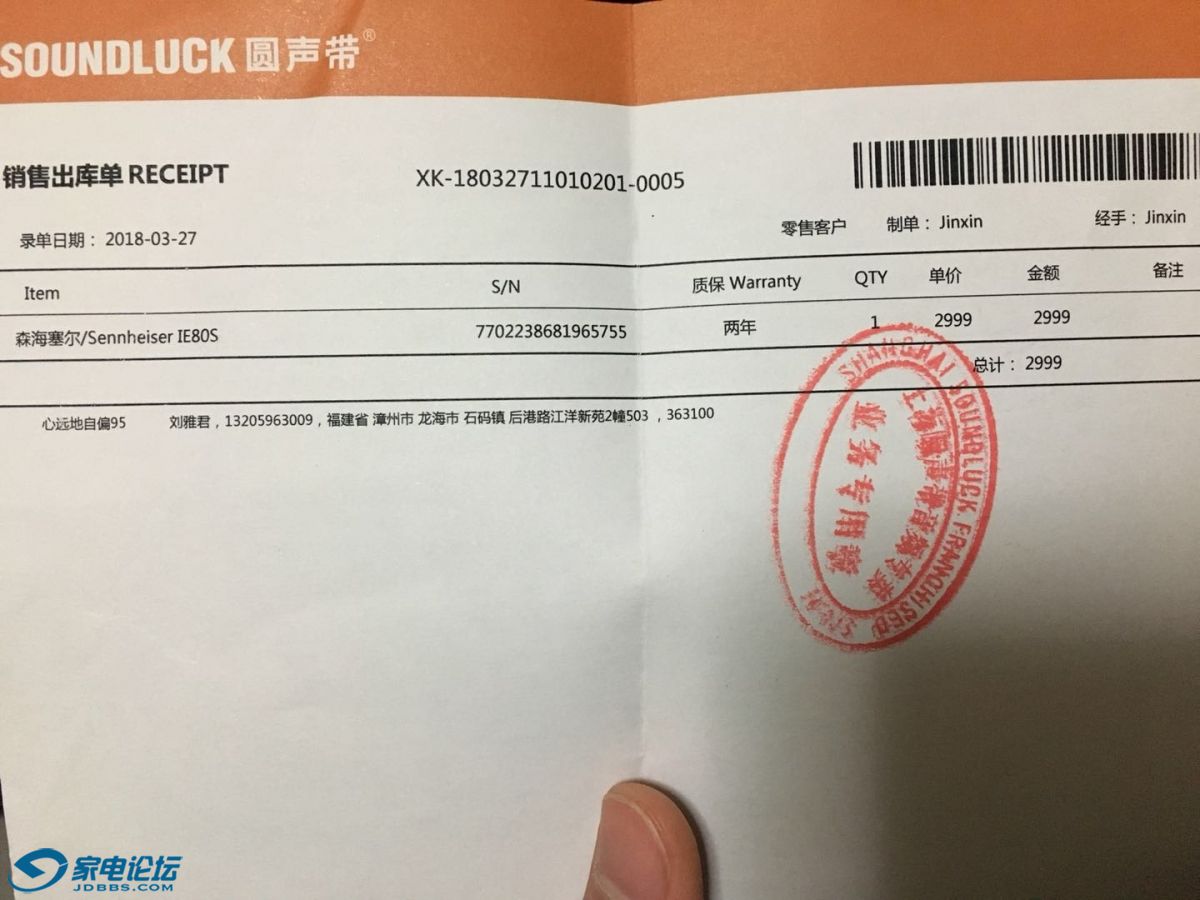 SOUNDLUCK 圆声带®
销售出库单 RECEIPT XK-18032711010201-0005
录单日期： 2018-03-27 零售客户 制单： Jinxin 经手： Jinxin
Item S/N 质保 Warranty QTY 单价 金额 备注
森海塞尔/Sennheiser IE80S 7702238681965755 两年 1 2999 2999
总计： 2999
心远地自偏95 刘雅君，13205963009，福建省 漳州市 龙海市 石码镇 后港路江洋新苑2幢503 ，363100
SHANGHAI SOUNDLUCK FRANCHISED
业务专用章
家电论坛
JDBBS.COM